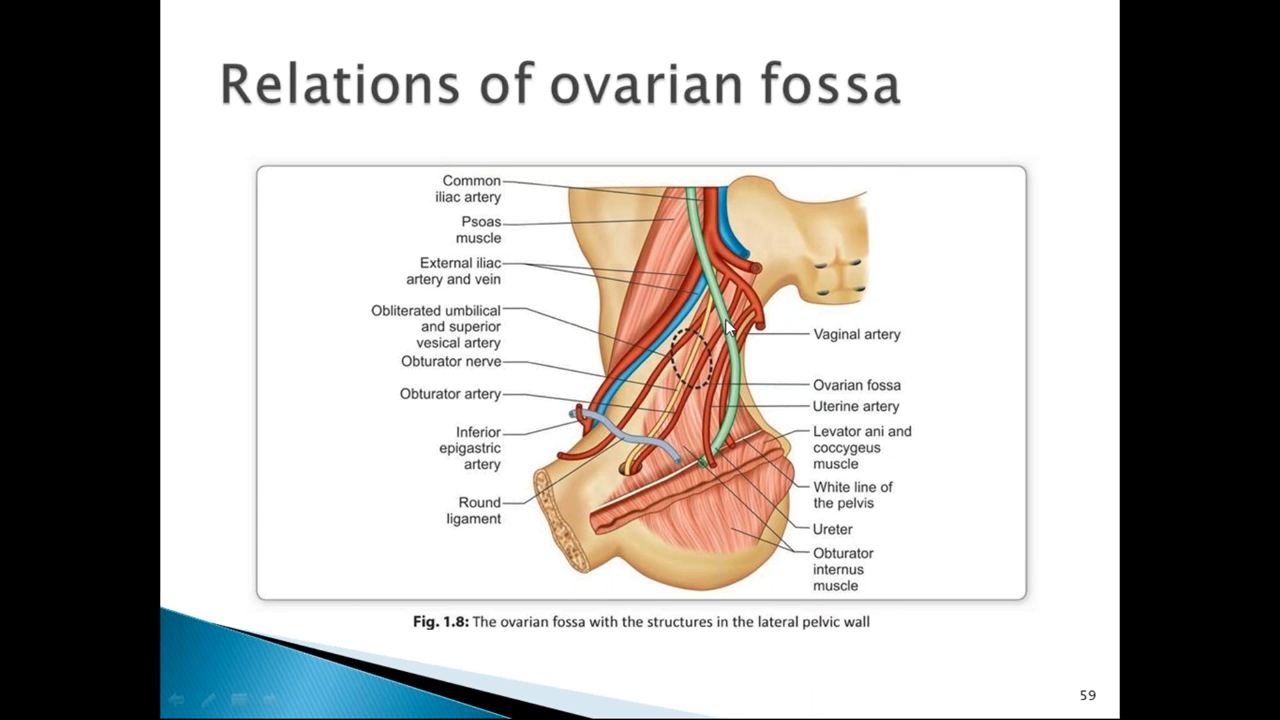 Relations of ovarian fossa
Common
iliac artery
Psoas
muscle
External iliac
artery and vein
Obliterated umbilical
and superior
vesical artery
Obturator nerve
Obturator artery
Inferior
epigastric
artery
Round
ligament
Vaginal artery
Ovarian fossa
Uterine artery
Levator ani and
coccygeus
muscle
White line of
the pelvis
Ureter
Obturator
internus
muscle
Fig. 1.8: The ovarian fossa with the structures in the lateral pelvic wall
59